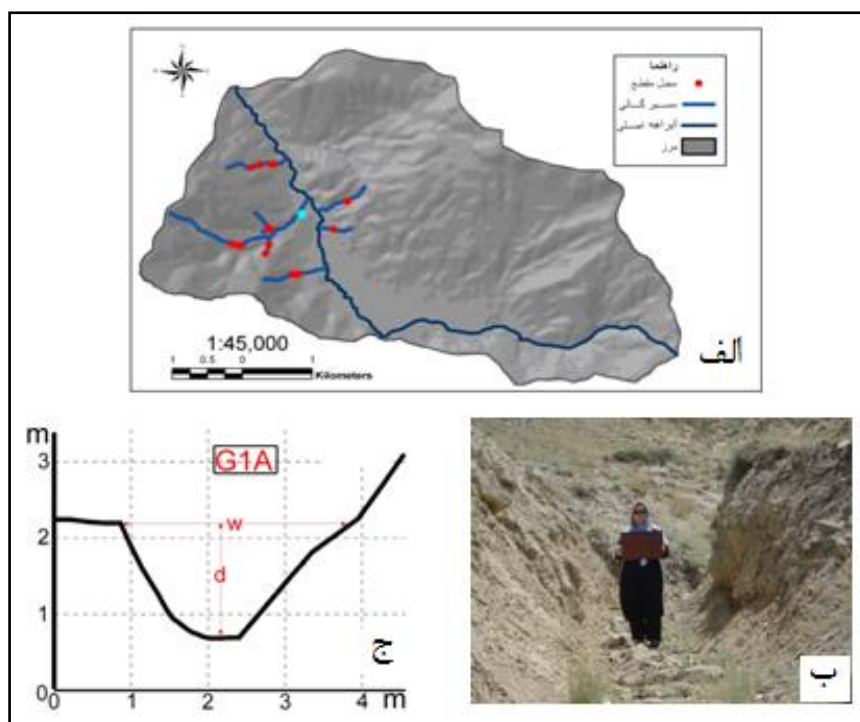 راهنما
محل مقطع
مسیر گالی
آبراهه اصلی
مرز
1:45,000
1 0.5 0 1
Kilometers
الف
m
3
2
1
0
G1A
w
d
0 1 2 3 4 m
ج
ب